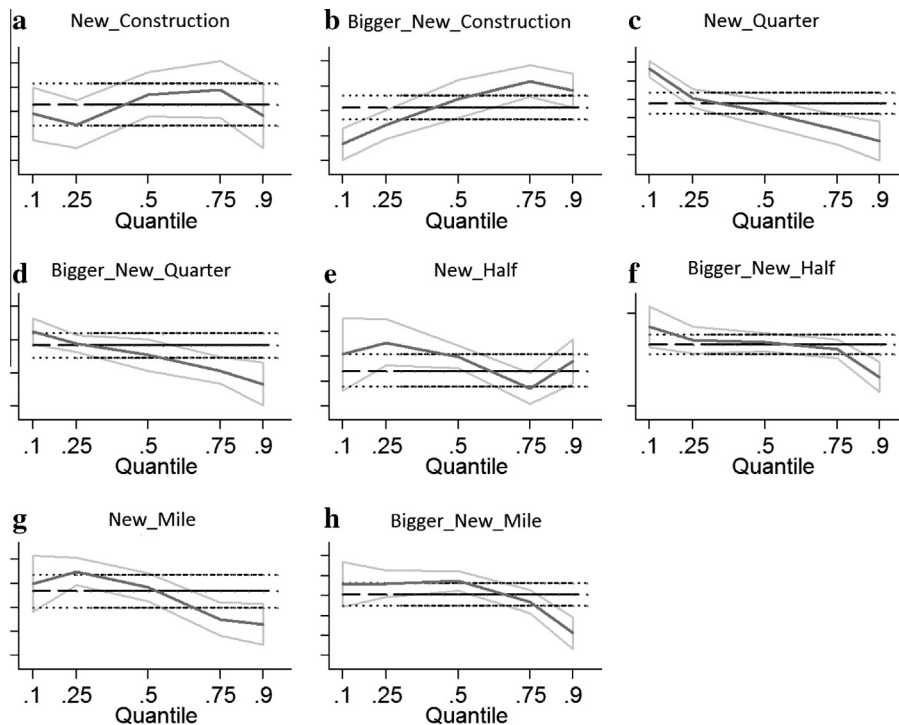 a New_Construction
b Bigger_New_Construction
c New_Quarter
.1 .25 .5 .75 .9
Quantile
.1 .25 .5 .75 .9
Quantile
.1 .25 .5 .75 .9
Quantile
d Bigger_New_Quarter
e New_Half
f Bigger_New_Half
.1 .25 .5 .75 .9
Quantile
.1 .25 .5 .75 .9
Quantile
.1 .25 .5 .75 .9
Quantile
g New_Mile
h Bigger_New_Mile
.1 .25 .5 .75 .9
Quantile
.1 .25 .5 .75 .9
Quantile